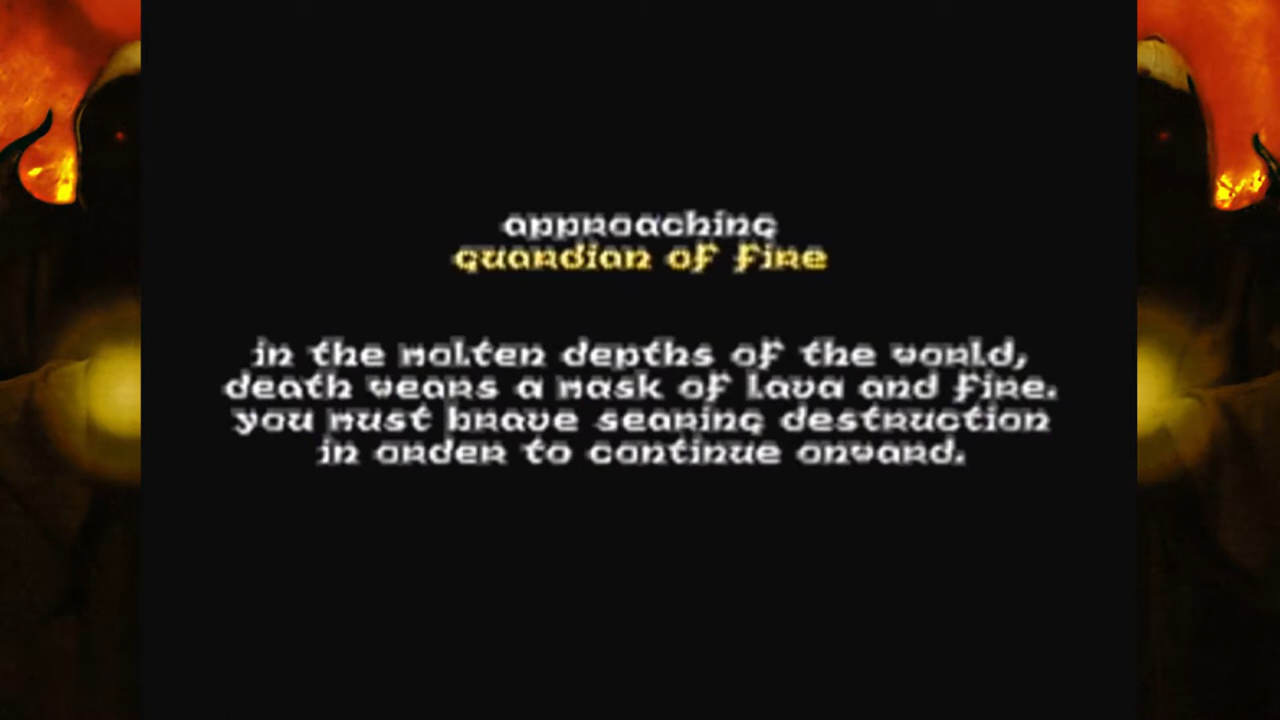 approaching
guardian of fire
in the molten depths of the world,
death wears a mask of lava and fire.
you must brave searing destruction
in order to continue onward.